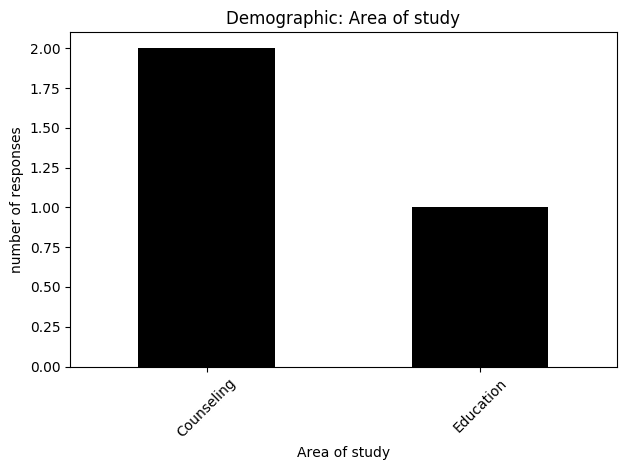 Demographic: Area of study
number of responses
2.00
1.75
1.50
1.25
1.00
0.75
0.50
0.25
0.00
Counseling
Education
Area of study